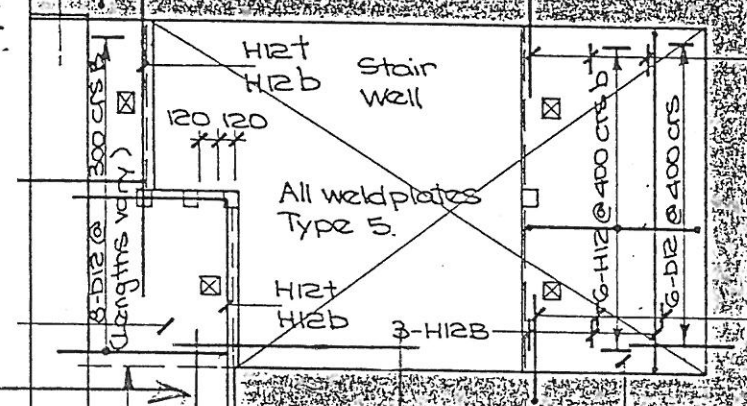 H12t
H12b
Stair
Well
120 120
All weldplates
Type 5.
H12t
H12b
3-H12B
8-D12 @ 300 crs b
(Lengths vary)
6-H12 @ 400 crs b
6-D12 @ 400 crs